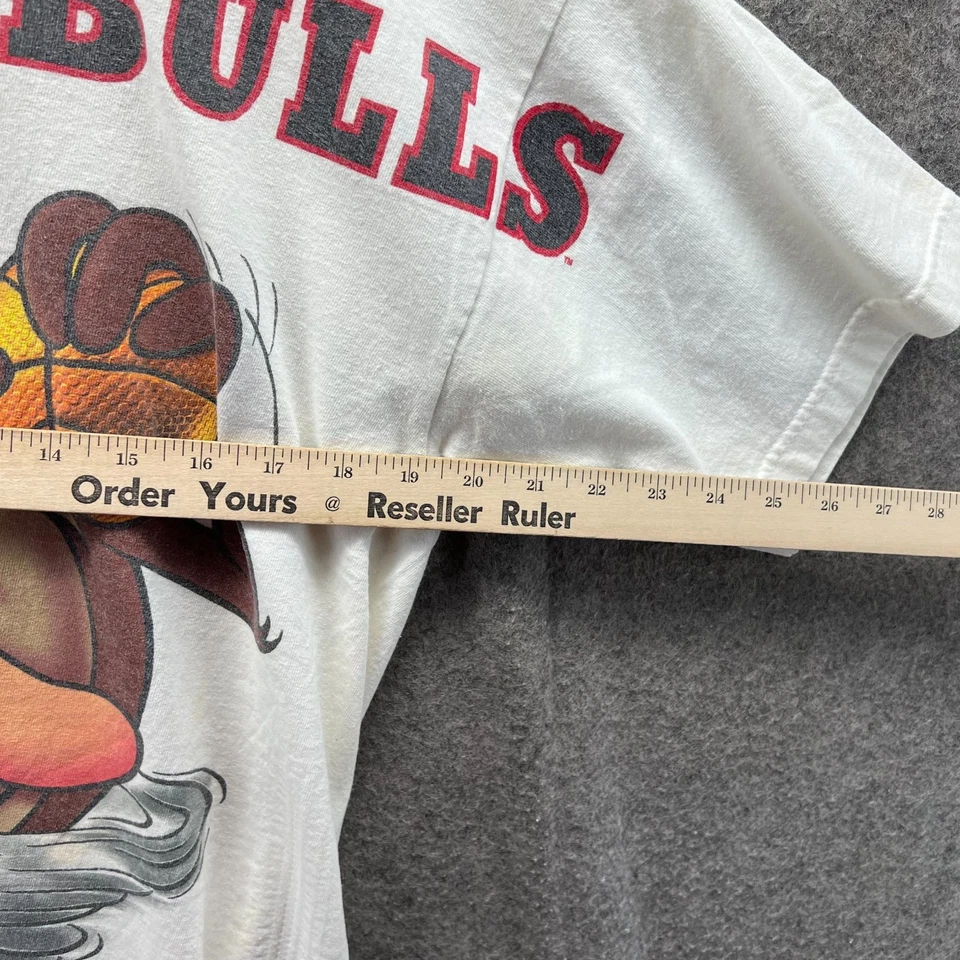 BULLS
TM
14 15 16 17 18 19 20 21 22 23 24 25 26 27 28
Order Yours @ Reseller Ruler